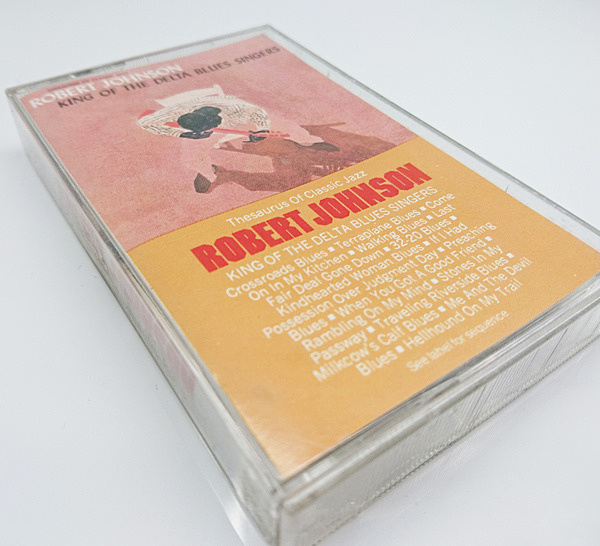 ROBERT JOHNSON
KING OF THE DELTA BLUES SINGERS
Thesaurus Of Classic Jazz
ROBERT JOHNSON
KING OF THE DELTA BLUES SINGERS
Crossroads Blues ▪ Terraplane Blues ▪ Come
On In My Kitchen ▪ Walking Blues ▪ Last
Fair Deal Gone Down ▪ 32-20 Blues ▪
Kindhearted Woman Blues ▪ If I Had
Possession Over Judgment Day ▪ Preaching
Blues ▪ When You Got A Good Friend ▪
Rambling On My Mind ▪ Stones In My
Passway ▪ Traveling Riverside Blues ▪
Milkcow's Calf Blues ▪ Me And The Devil
Blues ▪ Hellhound On My Trail
See label for sequence